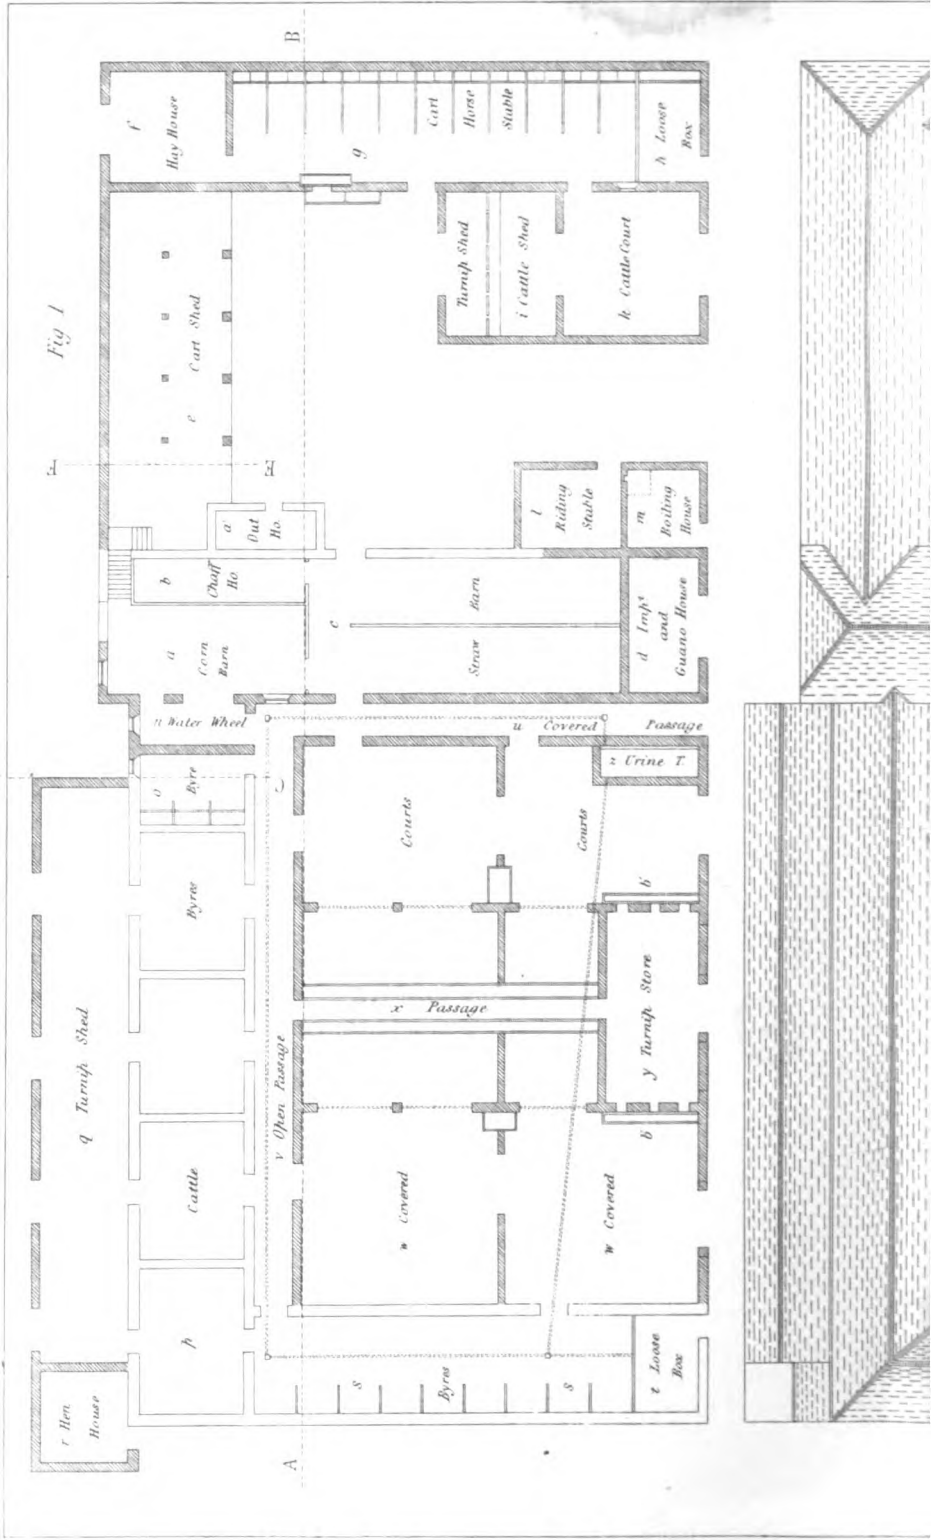 Fig 1
B
f
Hay House
g
Cart
Horse
Stable
h Loose
Box
e Cart Shed
Turnip Shed
i Cattle Shed
k Cattle Court
E
E
a
Out
Ho.
b
Chaff
Ho.
a
Corn
Barn
c
Straw
Barn
l
Riding
Stable
m
Boiling
House
d Impt
and
Guano House
n Water Wheel
u Covered Passage
z Urine T.
o
Byre
Byres
Cattle
p
q Turnip Shed
r Hen
House
C
v Open Passage
Courts
Courts
b
x Passage
y Turnip Store
b
w Covered
w Covered
s
Byres
s
t Loose
Box
A